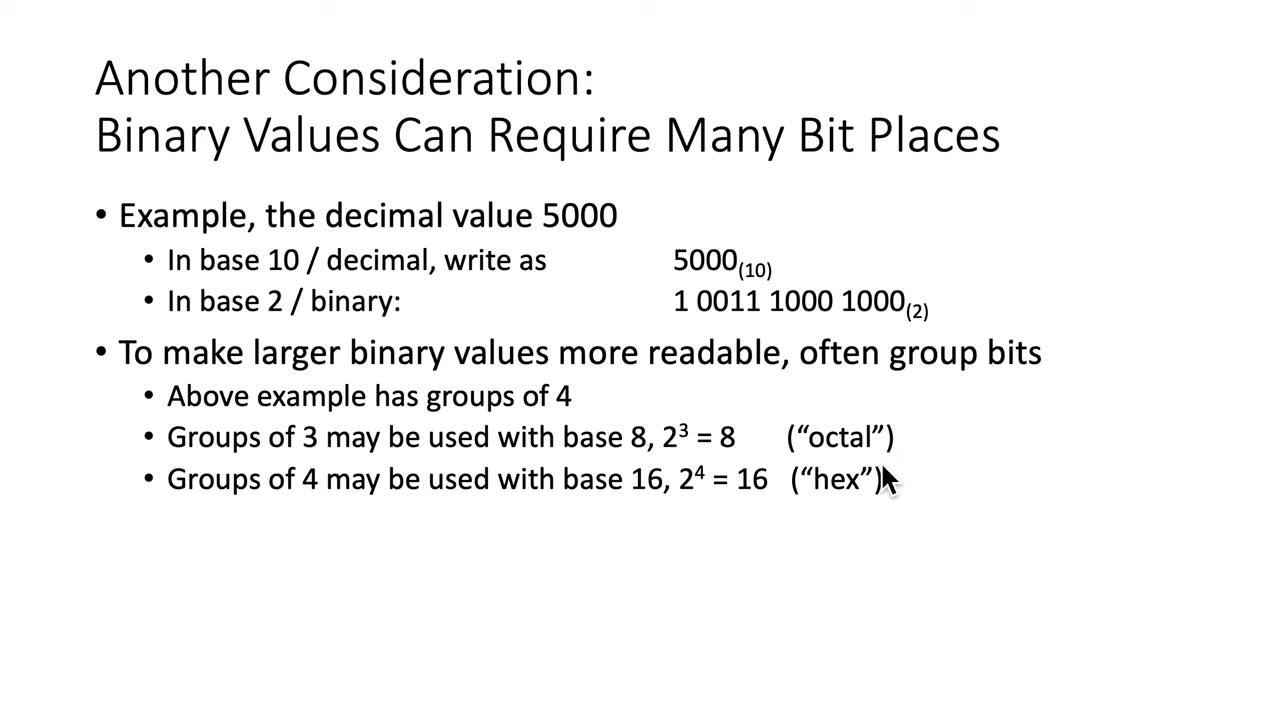 Another Consideration:
Binary Values Can Require Many Bit Places
• Example, the decimal value 5000
• In base 10 / decimal, write as 5000(10)
• In base 2 / binary: 1 0011 1000 1000(2)
• To make larger binary values more readable, often group bits
• Above example has groups of 4
• Groups of 3 may be used with base 8, 2³ = 8 (“octal”)
• Groups of 4 may be used with base 16, 2⁴ = 16 (“hex”)